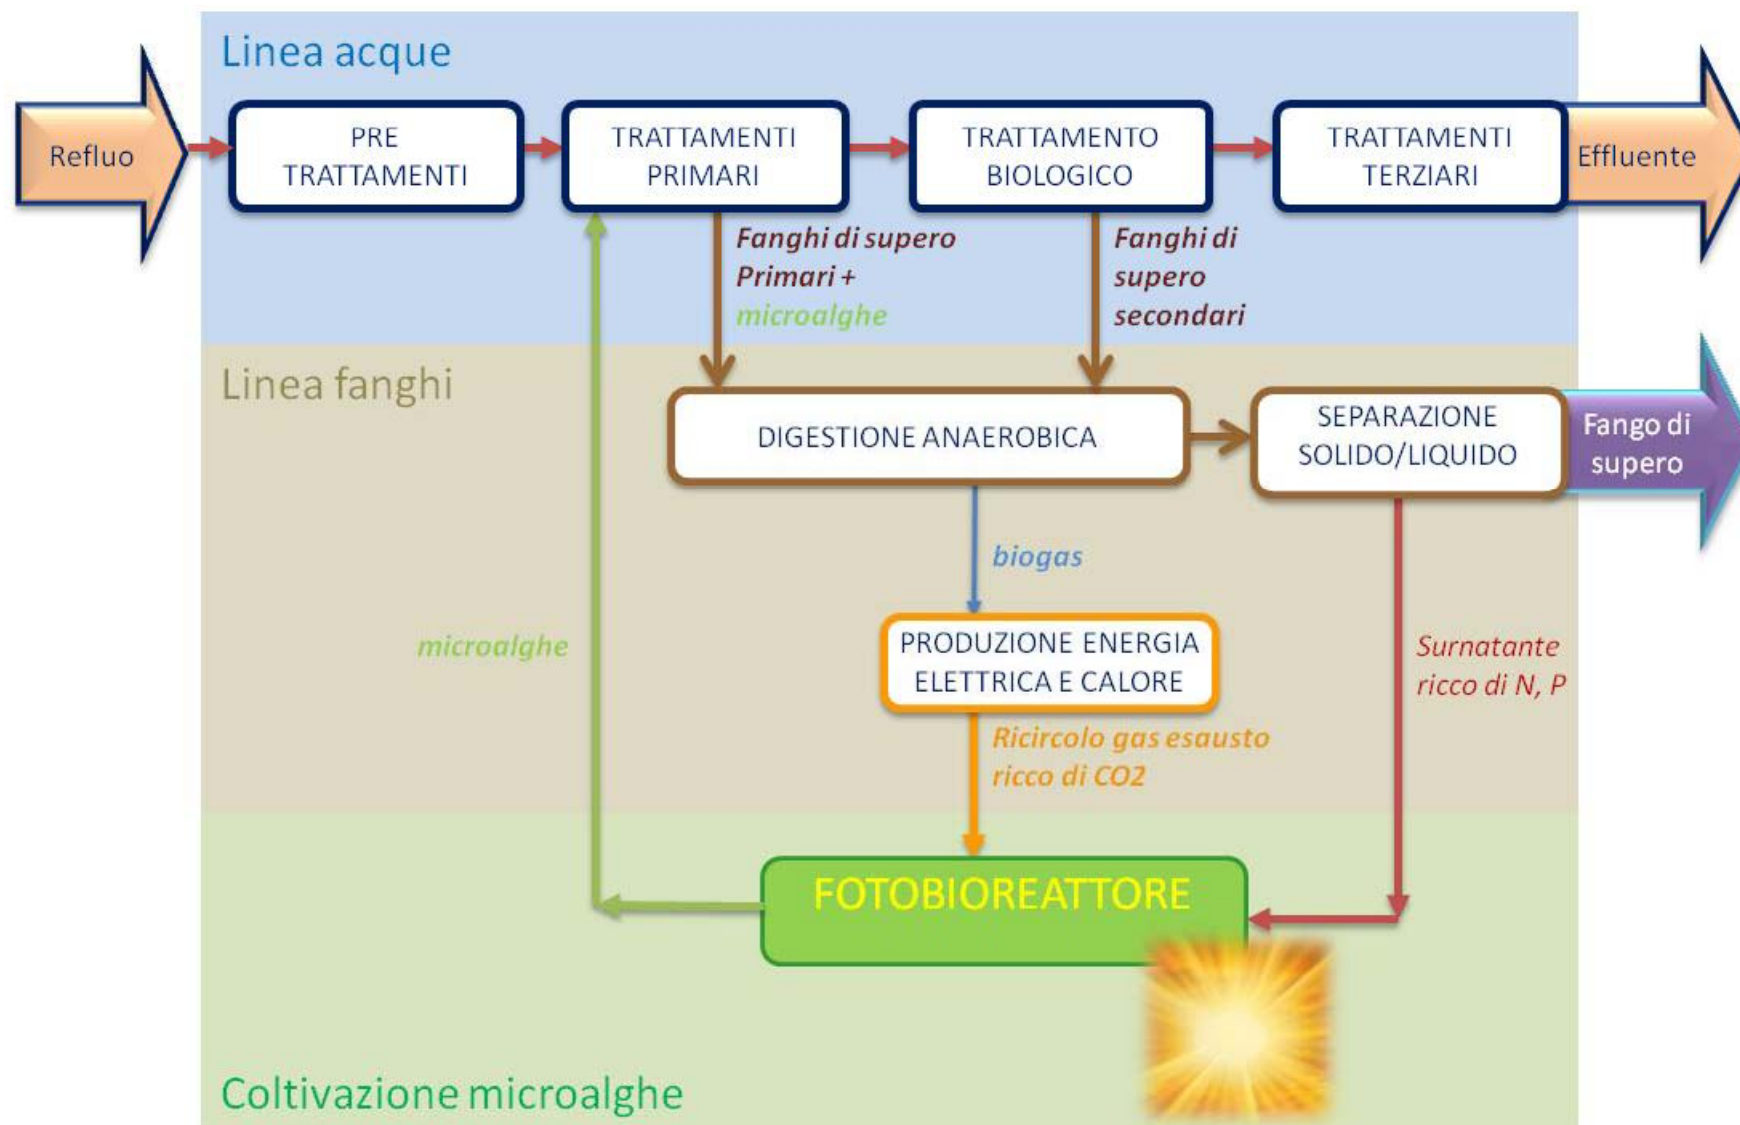 Linea acque
Refluo
PRE
TRATTAMENTI
TRATTAMENTI
PRIMARI
TRATTAMENTO
BIOLOGICO
TRATTAMENTI
TERZIARI
Effluente
Fanghi di supero
Primari +
microalghe
Fanghi di
supero
secondari
Linea fanghi
DIGESTIONE ANAEROBICA
SEPARAZIONE
SOLIDO/LIQUIDO
Fango di
supero
biogas
microalghe
PRODUZIONE ENERGIA
ELETTRICA E CALORE
Surnatante
ricco di N, P
Ricircolo gas esausto
ricco di CO2
FOTOBIOREATTORE
Coltivazione microalghe